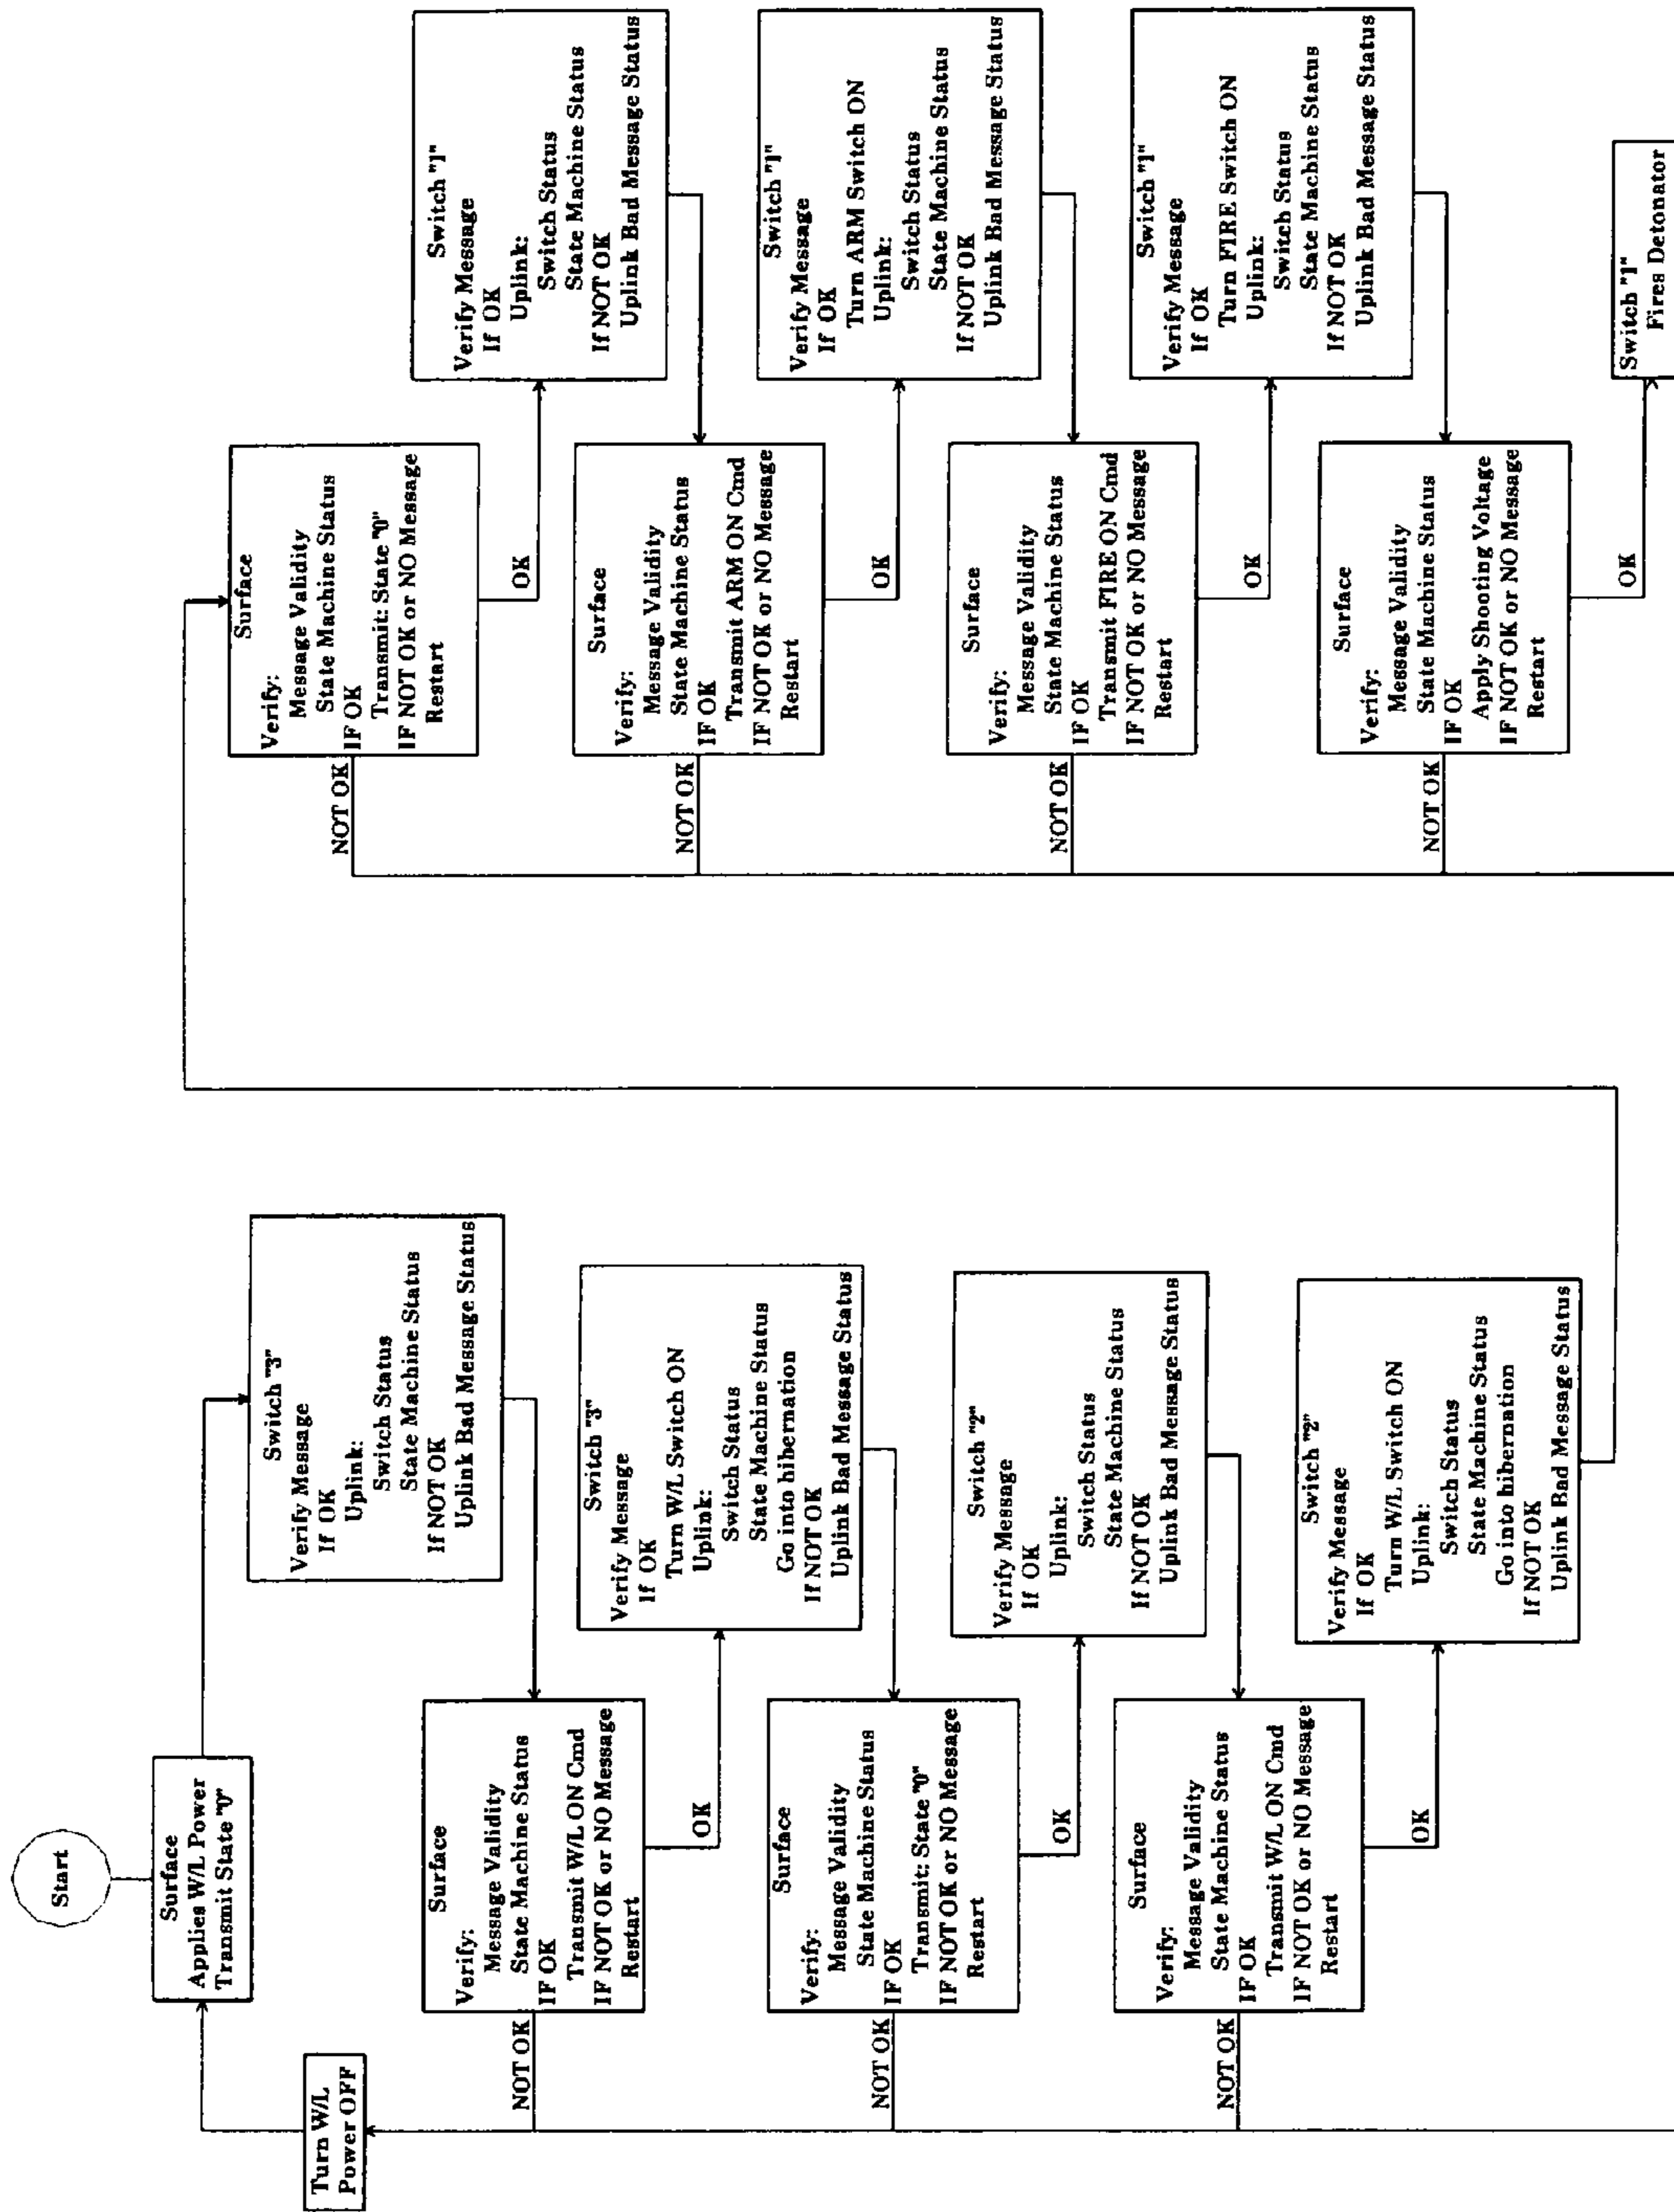 Start
Surface
Applies W/L Power
Transmit State "0"
Turn W/L
Power OFF
Switch "3"
Verify Message
If OK
Uplink:
Switch Status
State Machine Status
If NOT OK
Uplink Bad Message Status
Surface
Verify:
Message Validity
State Machine Status
IF OK
Transmit W/L ON Cmd
IF NOT OK or NO Message
Restart
NOT OK
OK
Switch "3"
Verify Message
If OK
Turn W/L Switch ON
Uplink:
Switch Status
State Machine Status
Go into hibernation
If NOT OK
Uplink Bad Message Status
Surface
Verify:
Message Validity
State Machine Status
IF OK
Transmit: State "0"
IF NOT OK or NO Message
Restart
NOT OK
OK
Switch "2"
Verify Message
If OK
Uplink:
Switch Status
State Machine Status
If NOT OK
Uplink Bad Message Status
Surface
Verify:
Message Validity
State Machine Status
IF OK
Transmit W/L ON Cmd
IF NOT OK or NO Message
Restart
NOT OK
OK
Switch "2"
Verify Message
If OK
Turn W/L Switch ON
Uplink:
Switch Status
State Machine Status
Go into hibernation
If NOT OK
Uplink Bad Message Status
Surface
Verify:
Message Validity
State Machine Status
IF OK
Transmit: State "0"
IF NOT OK or NO Message
Restart
NOT OK
OK
Switch "1"
Verify Message
If OK
Uplink:
Switch Status
State Machine Status
If NOT OK
Uplink Bad Message Status
Surface
Verify:
Message Validity
State Machine Status
IF OK
Transmit ARM ON Cmd
IF NOT OK or NO Message
Restart
NOT OK
OK
Switch "1"
Verify Message
If OK
Turn ARM Switch ON
Uplink:
Switch Status
State Machine Status
If NOT OK
Uplink Bad Message Status
Surface
Verify:
Message Validity
State Machine Status
IF OK
Transmit FIRE ON Cmd
IF NOT OK or NO Message
Restart
NOT OK
OK
Switch "1"
Verify Message
If OK
Turn FIRE Switch ON
Uplink:
Switch Status
State Machine Status
If NOT OK
Uplink Bad Message Status
Surface
Verify:
Message Validity
State Machine Status
IF OK
Apply Shooting Voltage
IF NOT OK or NO Message
Restart
NOT OK
OK
Switch "1"
Fires Detonator